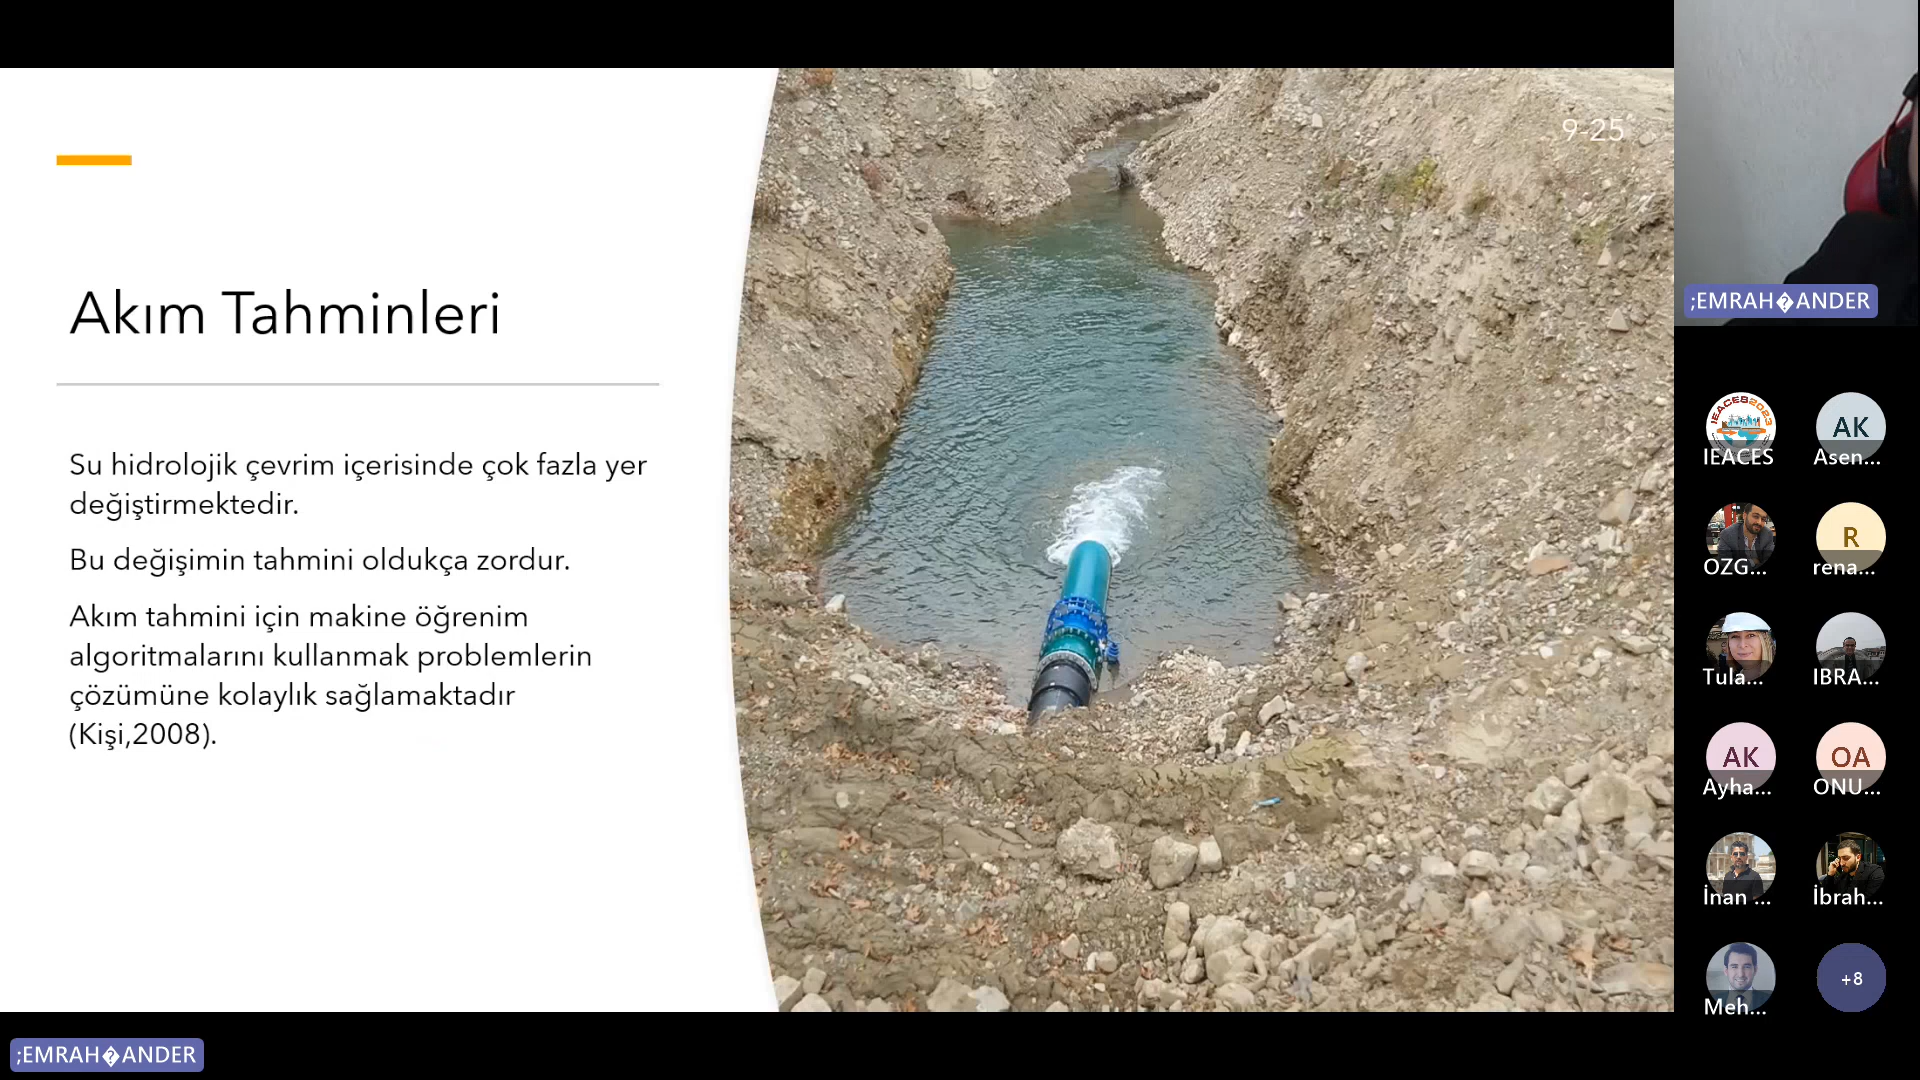 9-25
Akım Tahminleri
Su hidrolojik çevrim içerisinde çok fazla yer
değiştirmektedir.
Bu değişimin tahmini oldukça zordur.
Akım tahmini için makine öğrenim
algoritmalarını kullanmak problemlerin
çözümüne kolaylık sağlamaktadır
(Kişi,2008).
;EMRAH�ANDER
IEACES2023
IEACES
AK
Asen...
OZG...
R
rena...
Tula...
IBRA...
AK
Ayha...
OA
ONU...
İnan ...
İbrah...
Meh...
+8
;EMRAH�ANDER